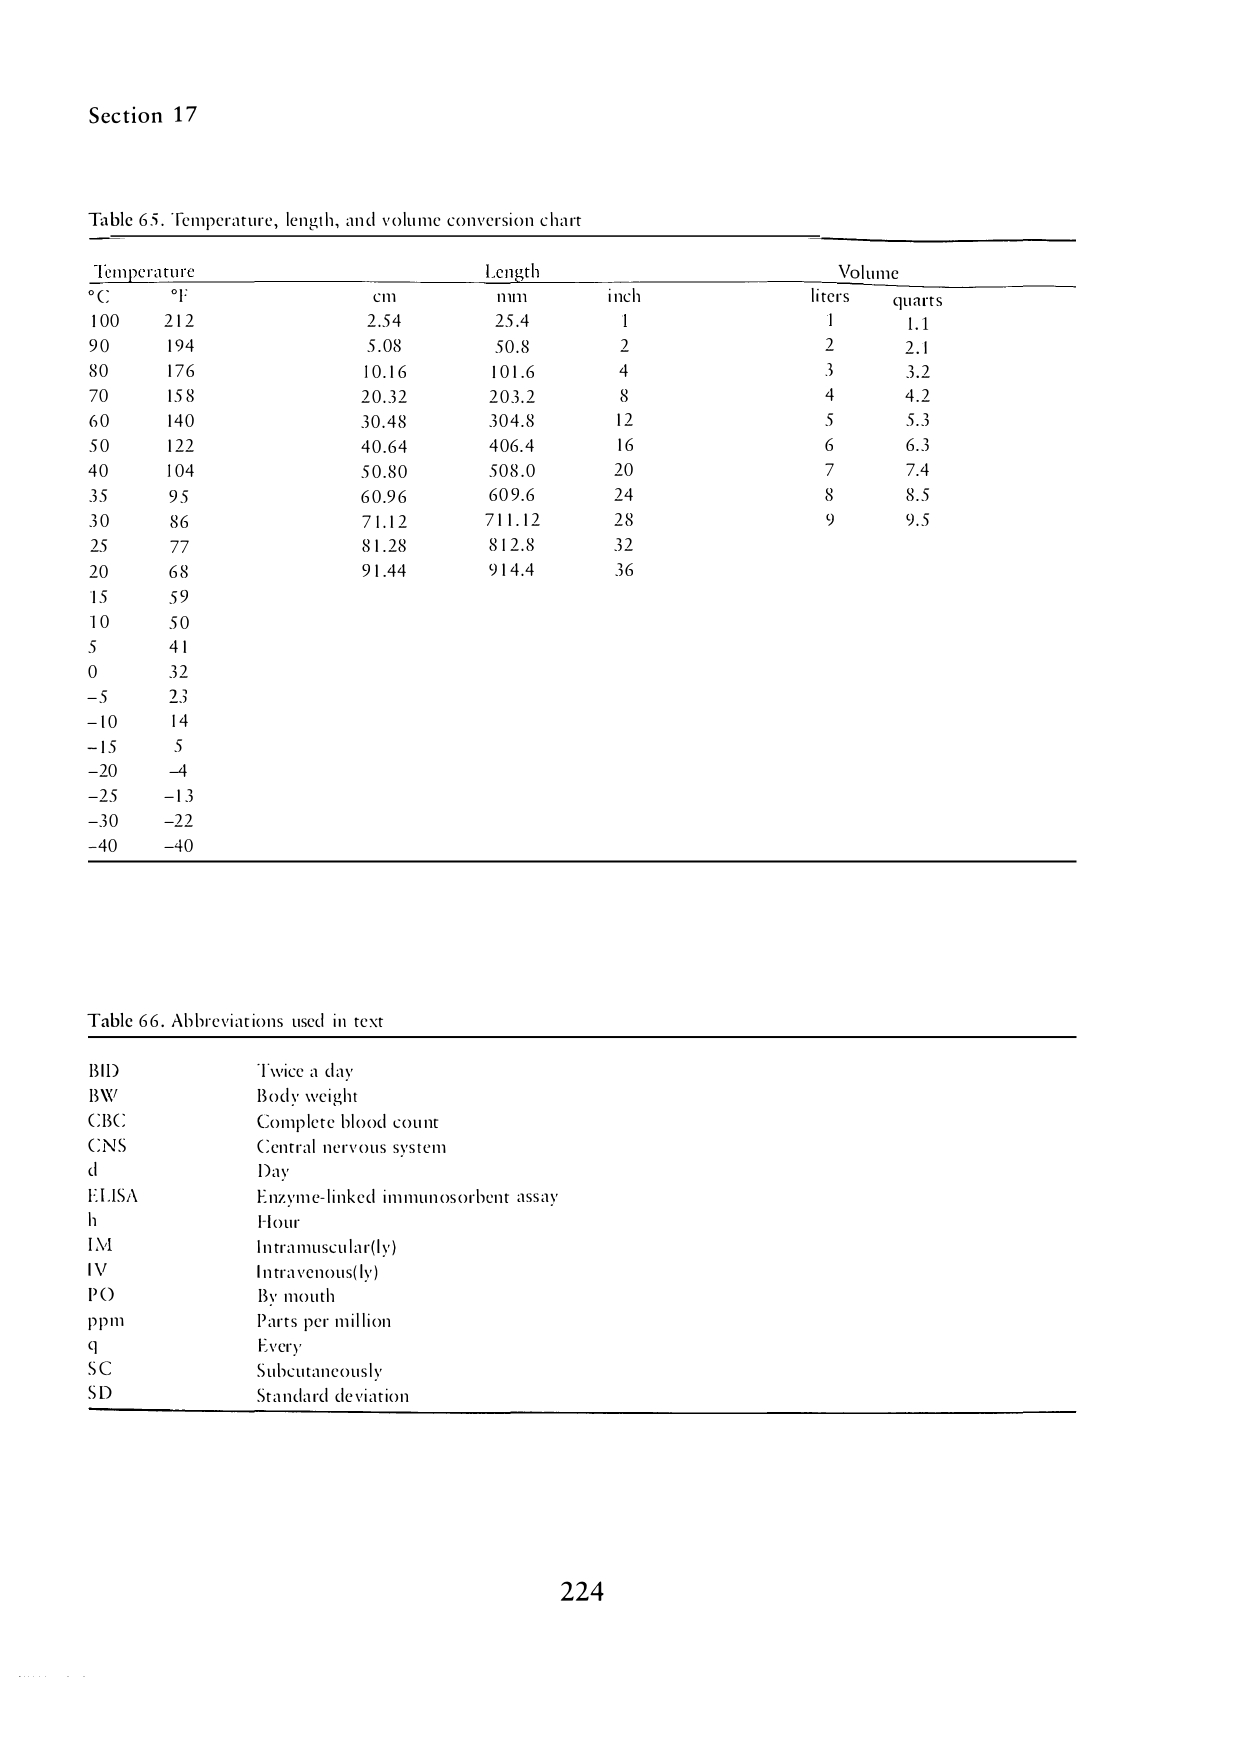 Section 17
Table 65. Temperature, length, and volume conversion chart
Temperature Length Volume
°C °F cm mm inch liters quarts
100 212 2.54 25.4 1 1 1.1
90 194 5.08 50.8 2 2 2.1
80 176 10.16 101.6 4 3 3.2
70 158 20.32 203.2 8 4 4.2
60 140 30.48 304.8 12 5 5.3
50 122 40.64 406.4 16 6 6.3
40 104 50.80 508.0 20 7 7.4
35 95 60.96 609.6 24 8 8.5
30 86 71.12 711.12 28 9 9.5
25 77 81.28 812.8 32
20 68 91.44 914.4 36
15 59
10 50
5 41
0 32
–5 23
–10 14
–15 5
–20 –4
–25 –13
–30 –22
–40 –40
Table 66. Abbreviations used in text
BID Twice a day
BW Body weight
CBC Complete blood count
CNS Central nervous system
d Day
ELISA Enzyme-linked immunosorbent assay
h Hour
IM Intramuscular(ly)
IV Intravenous(ly)
PO By mouth
ppm Parts per million
q Every
SC Subcutaneously
SD Standard deviation
224